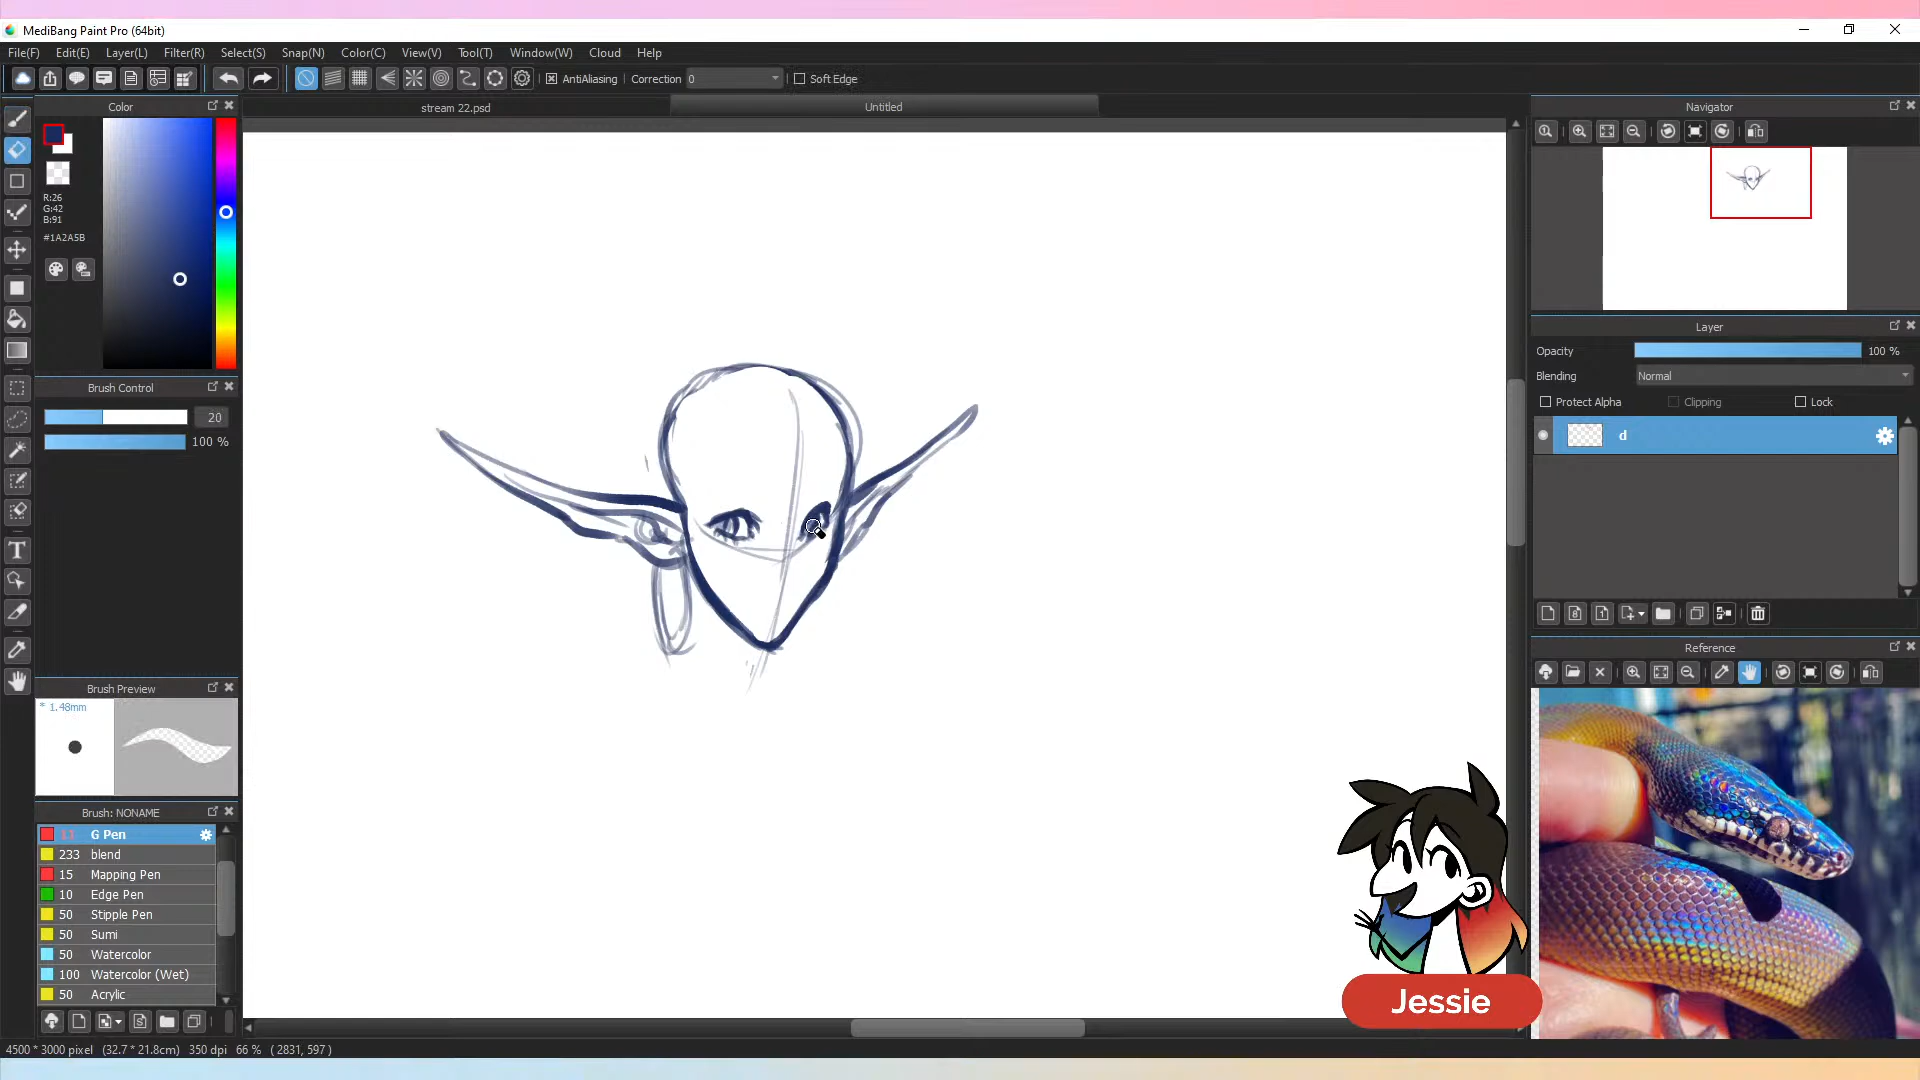 MediBang Paint Pro (64bit)
File(F) Edit(E) Layer(L) Filter(R) Select(S) Snap(N) Color(C) View(V) Tool(T) Window(W) Cloud Help
AntiAliasing Correction 0 Soft Edge
Color
stream 22.psd
Untitled
Navigator
R:26
G:42
B:91
#1A2A5B
Layer
Opacity 100 %
Blending Normal
Protect Alpha Clipping Lock
d
Brush Control
20
100 %
Reference
Brush Preview
* 1.48mm
Brush: NONAME
G Pen
233 blend
15 Mapping Pen
10 Edge Pen
50 Stipple Pen
50 Sumi
50 Watercolor
100 Watercolor (Wet)
50 Acrylic
Jessie
4500 * 3000 pixel (32.7 * 21.8cm) 350 dpi 66 % ( 2831, 597 )